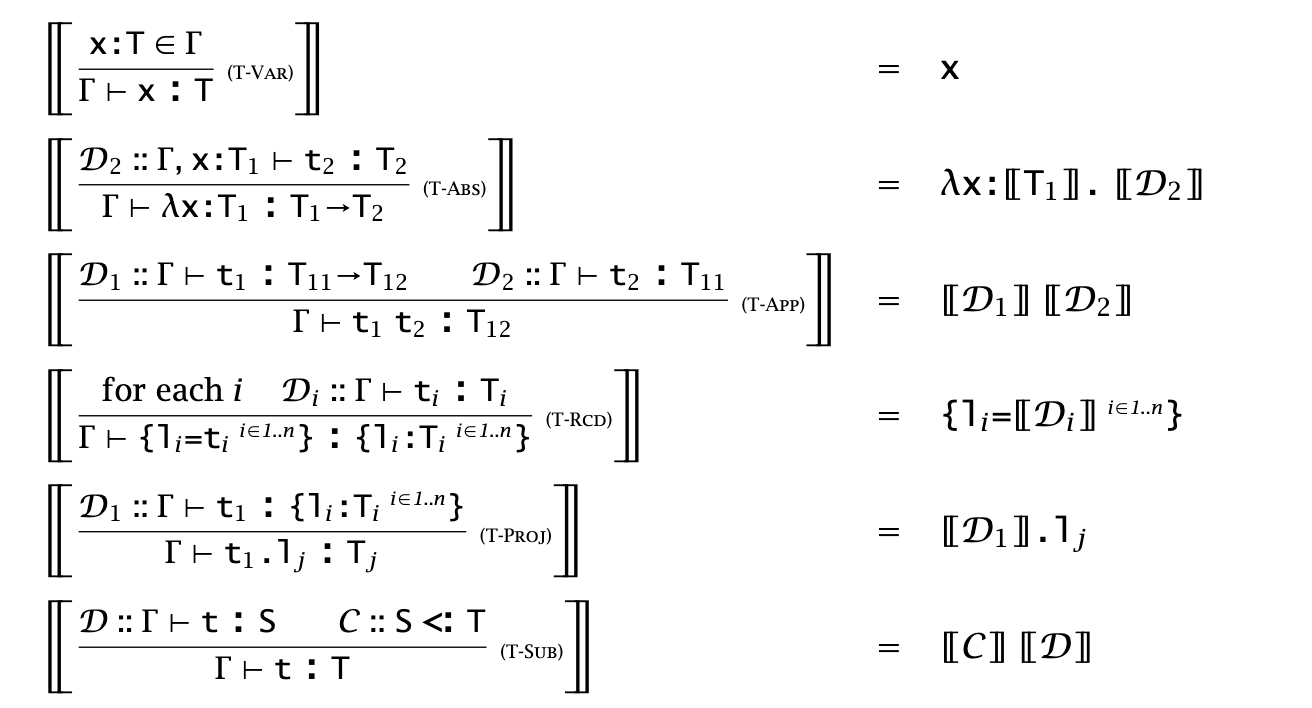 ⟦ x:T ∈ Γ
Γ ⊢ x : T (T-VAR) ⟧ = x
⟦ 𝒟₂ :: Γ, x:T₁ ⊢ t₂ : T₂
Γ ⊢ λx:T₁ : T₁→T₂ (T-ABS) ⟧ = λx:⟦T₁⟧. ⟦𝒟₂⟧
⟦ 𝒟₁ :: Γ ⊢ t₁ : T₁₁→T₁₂ 𝒟₂ :: Γ ⊢ t₂ : T₁₁
Γ ⊢ t₁ t₂ : T₁₂ (T-APP) ⟧ = ⟦𝒟₁⟧ ⟦𝒟₂⟧
⟦ for each i 𝒟ᵢ :: Γ ⊢ tᵢ : Tᵢ
Γ ⊢ {lᵢ=tᵢ i∈1..n} : {lᵢ:Tᵢ i∈1..n} (T-RCD) ⟧ = {lᵢ=⟦𝒟ᵢ⟧ i∈1..n}
⟦ 𝒟₁ :: Γ ⊢ t₁ : {lᵢ:Tᵢ i∈1..n}
Γ ⊢ t₁.lⱼ : Tⱼ (T-PROJ) ⟧ = ⟦𝒟₁⟧.lⱼ
⟦ 𝒟 :: Γ ⊢ t : S 𝒞 :: S <: T
Γ ⊢ t : T (T-SUB) ⟧ = ⟦𝒞⟧ ⟦𝒟⟧